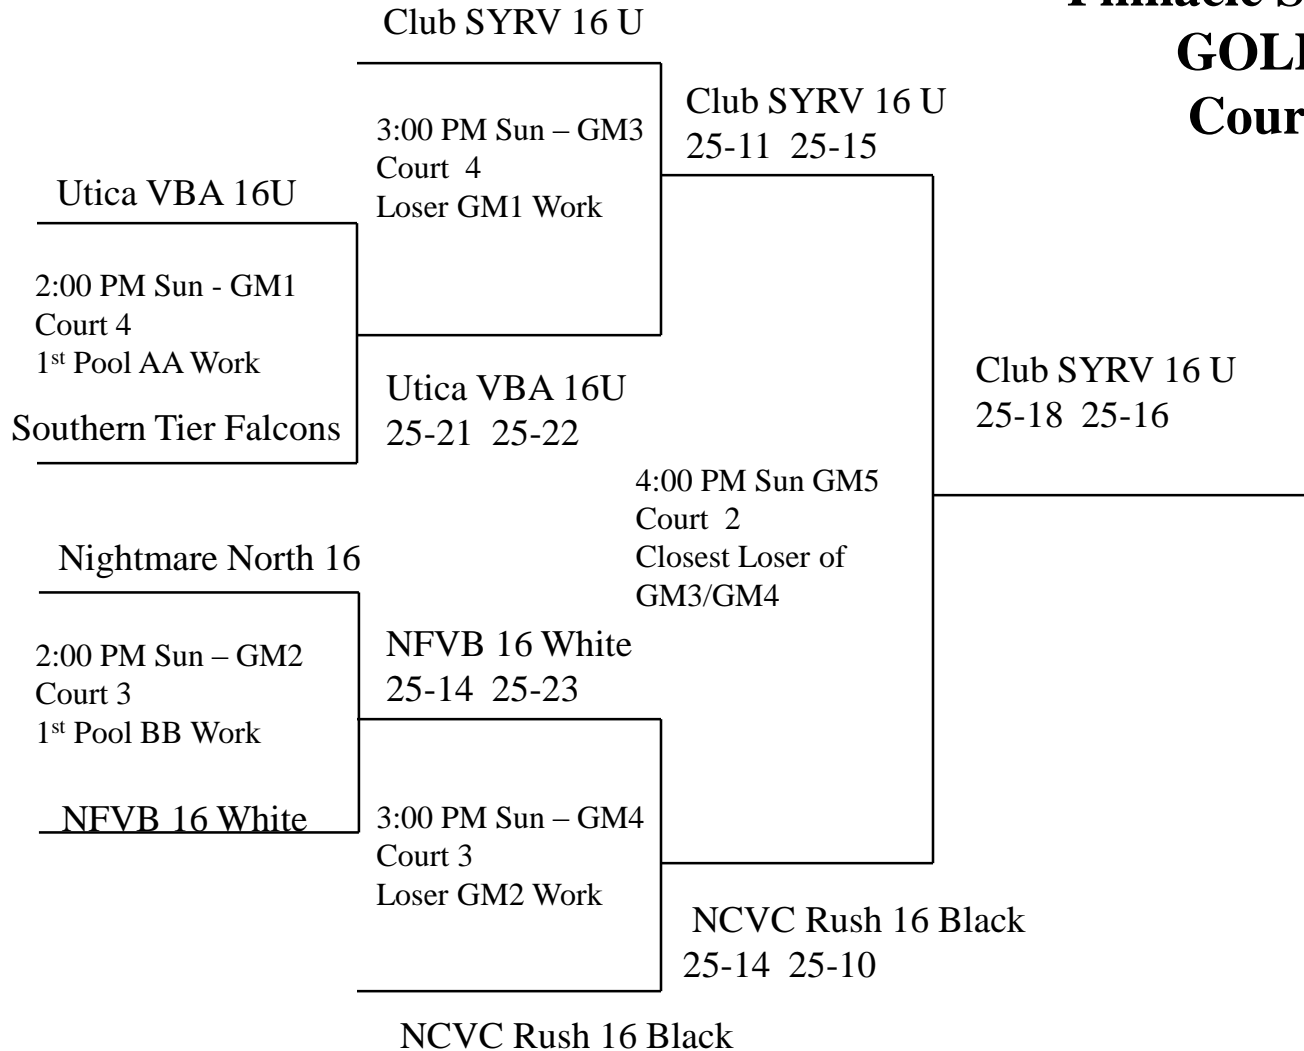 Club SYRV 16 U
GOL
Cour
Club SYRV 16 U
25-11  25-15
3:00 PM Sun – GM3
Court  4
Loser GM1 Work
Utica VBA 16U
2:00 PM Sun - GM1
Court 4
1st Pool AA Work
Southern Tier Falcons
Utica VBA 16U
25-21  25-22
Club SYRV 16 U
25-18  25-16
4:00 PM Sun GM5
Court  2
Closest Loser of
GM3/GM4
Nightmare North 16
2:00 PM Sun – GM2
Court 3
1st Pool BB Work
NFVB 16 White
25-14  25-23
NFVB 16 White
3:00 PM Sun – GM4
Court 3
Loser GM2 Work
NCVC Rush 16 Black
25-14  25-10
NCVC Rush 16 Black